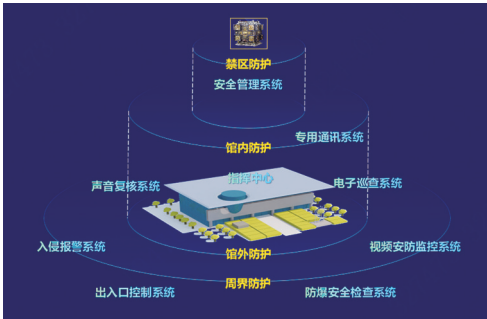 禁区防护
安全管理系统
专用通讯系统
馆内防护
指挥中心
声音复核系统
电子巡查系统
入侵报警系统
馆外防护
视频安防监控系统
周界防护
出入口控制系统
防爆安全检查系统